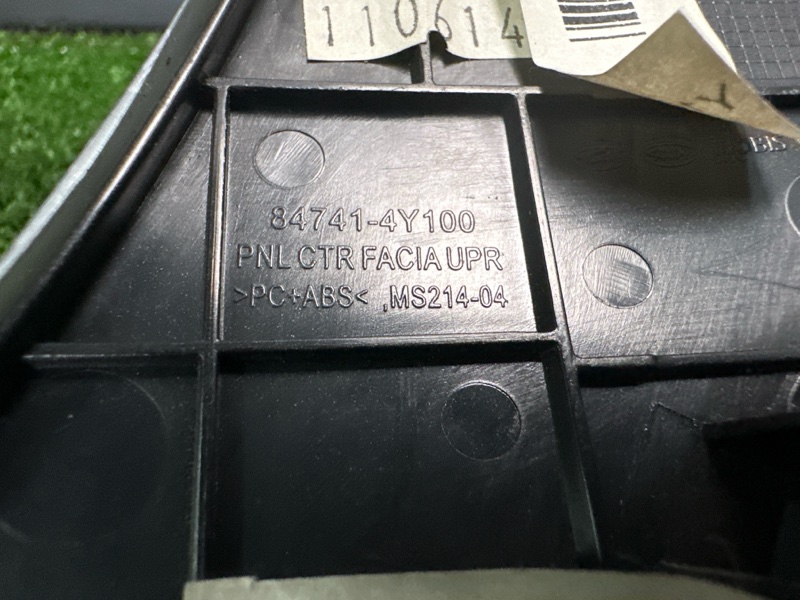 110614
84741-4Y100
PNL CTR FACIA UPR
>PC+ABS< ,MS214-04